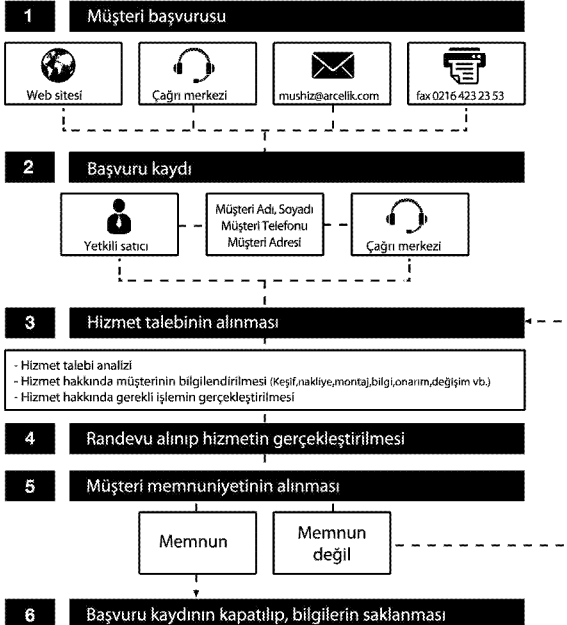 1 Müşteri başvurusu
Web sitesi
Çağrı merkezi
mushiz@arcelik.com
fax 0216 423 23 53
2 Başvuru kaydı
Yetkili satıcı
Müşteri Adı, Soyadı
Müşteri Telefonu
Müşteri Adresi
Çağrı merkezi
3 Hizmet talebinin alınması
- Hizmet talebi analizi
- Hizmet hakkında müşterinin bilgilendirilmesi (Keşif,nakliye,montaj,bilgi,onarım,değişim vb.)
- Hizmet hakkında gerekli işlemin gerçekleştirilmesi
4 Randevu alınıp hizmetin gerçekleştirilmesi
5 Müşteri memnuniyetinin alınması
Memnun
Memnun
değil
6 Başvuru kaydının kapatılıp, bilgilerin saklanması